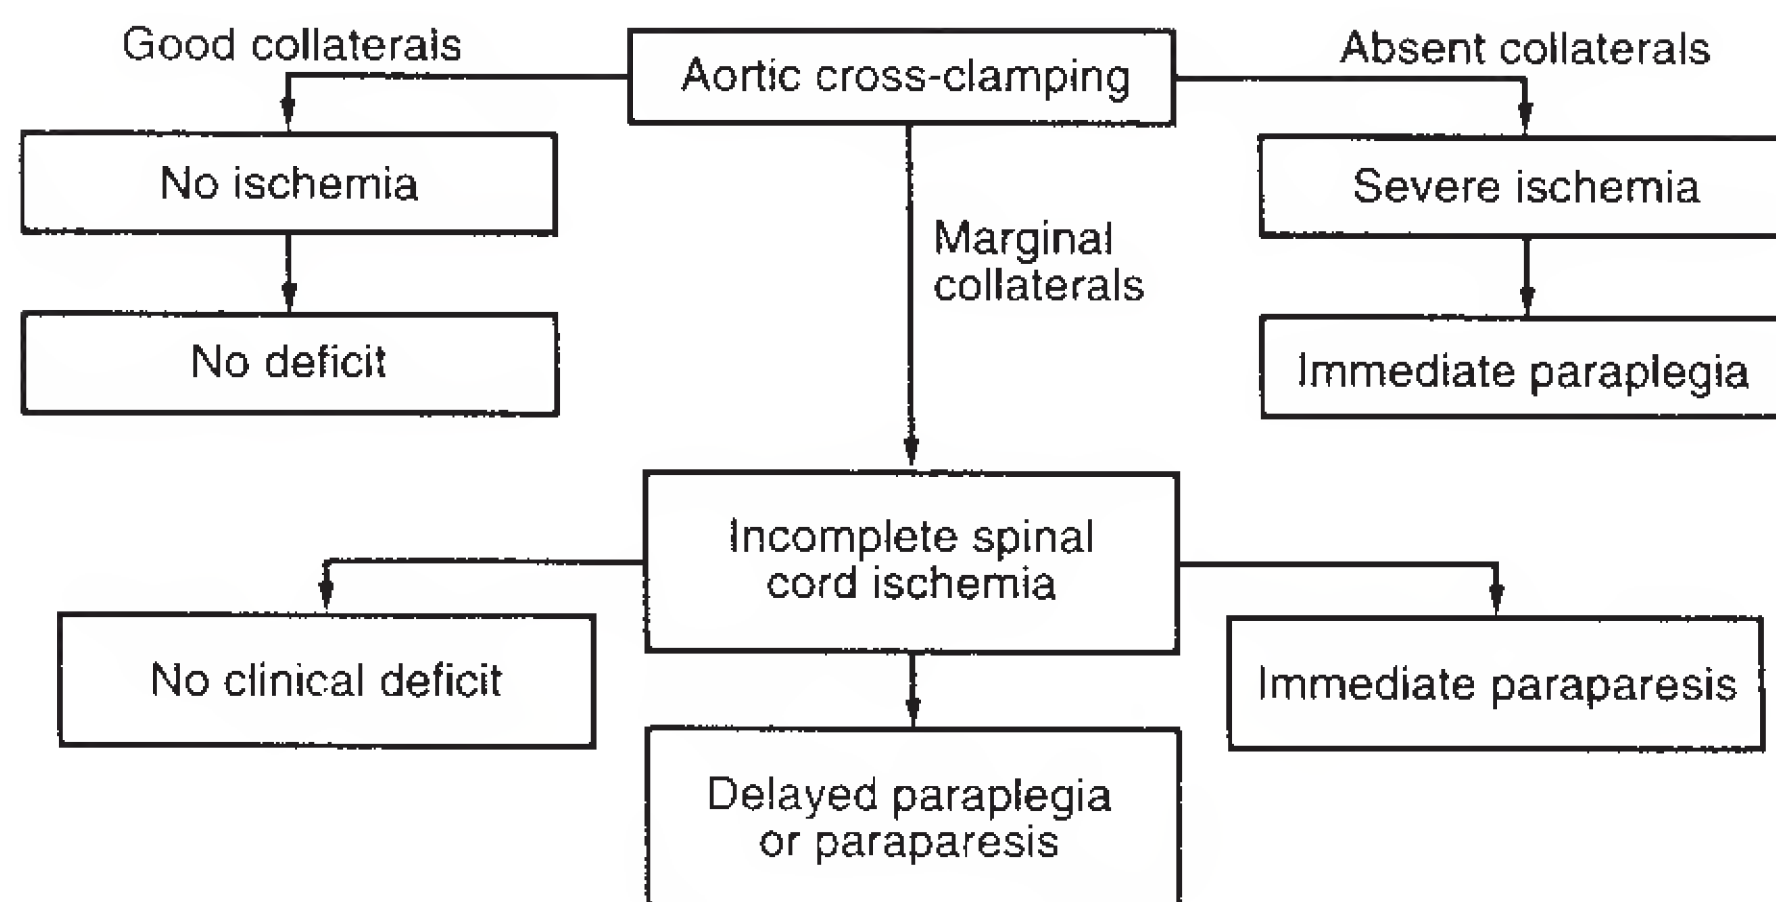 Good collaterals
Aortic cross-clamping
Absent collaterals
No ischemia
Severe ischemia
Marginal
collaterals
No deficit
Immediate paraplegia
Incomplete spinal
cord ischemia
No clinical deficit
Immediate paraparesis
Delayed paraplegia
or paraparesis